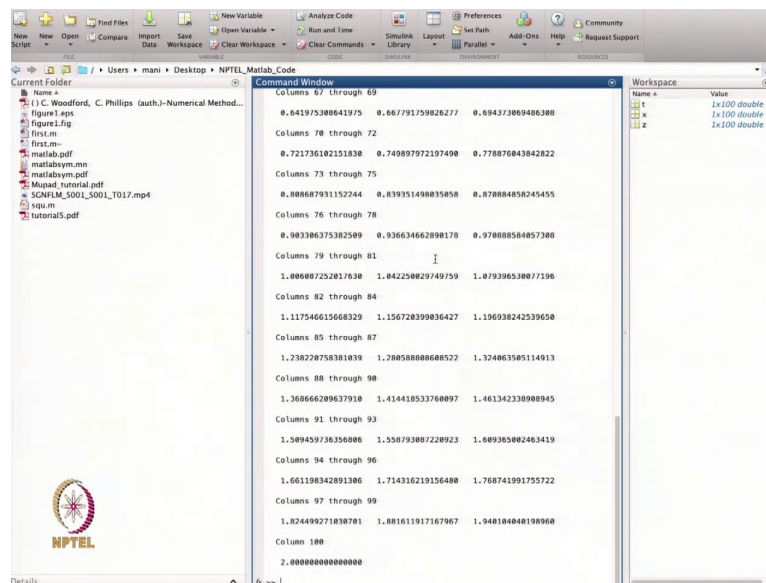 New Variable
Analyze Code
Preferences
Community
Find Files
Open Variable
Run and Time
Set Path
Request Support
New Script
New
Open
Compare
Import Data
Save Workspace
Clear Workspace
Clear Commands
Simulink Library
Layout
Parallel
Add-Ons
Help
FILE
VARIABLE
CODE
SIMULINK
ENVIRONMENT
RESOURCES
/ Users mani Desktop NPTEL_Matlab_Code
Current Folder
Name
() C. Woodford, C. Phillips (auth.)-Numerical Method...
figure1.eps
figure1.fig
first.m
first.m~
matlab.pdf
matlabsym.mn
matlabsym.pdf
Mupad_tutorial.pdf
SGNFLM_S001_S001_T017.mp4
squ.m
tutorial5.pdf
NPTEL
Details
Command Window
Columns 67 through 69
0.641975308641975 0.667791759826277 0.694373069486308
Columns 70 through 72
0.721736102151830 0.749897972197490 0.778876043842822
Columns 73 through 75
0.808687931152244 0.839351498035058 0.870884858245455
Columns 76 through 78
0.903306375382509 0.936634662890178 0.970888584057308
Columns 79 through 81
1.006087252017630 1.042250029749759 1.079396530077196
Columns 82 through 84
1.117546615668329 1.156720399036427 1.196938242539650
Columns 85 through 87
1.238220758381039 1.280588808608522 1.324063505114913
Columns 88 through 90
1.368666209637910 1.414418533760097 1.461342338908945
Columns 91 through 93
1.509459736356806 1.558793087220923 1.609365002463419
Columns 94 through 96
1.661198342891306 1.714316219156480 1.768741991755722
Columns 97 through 99
1.824499271030701 1.881611917167967 1.940104040198960
Column 100
2.000000000000000
fx >>
Workspace
Name Value
t 1x100 double
x 1x100 double
z 1x100 double